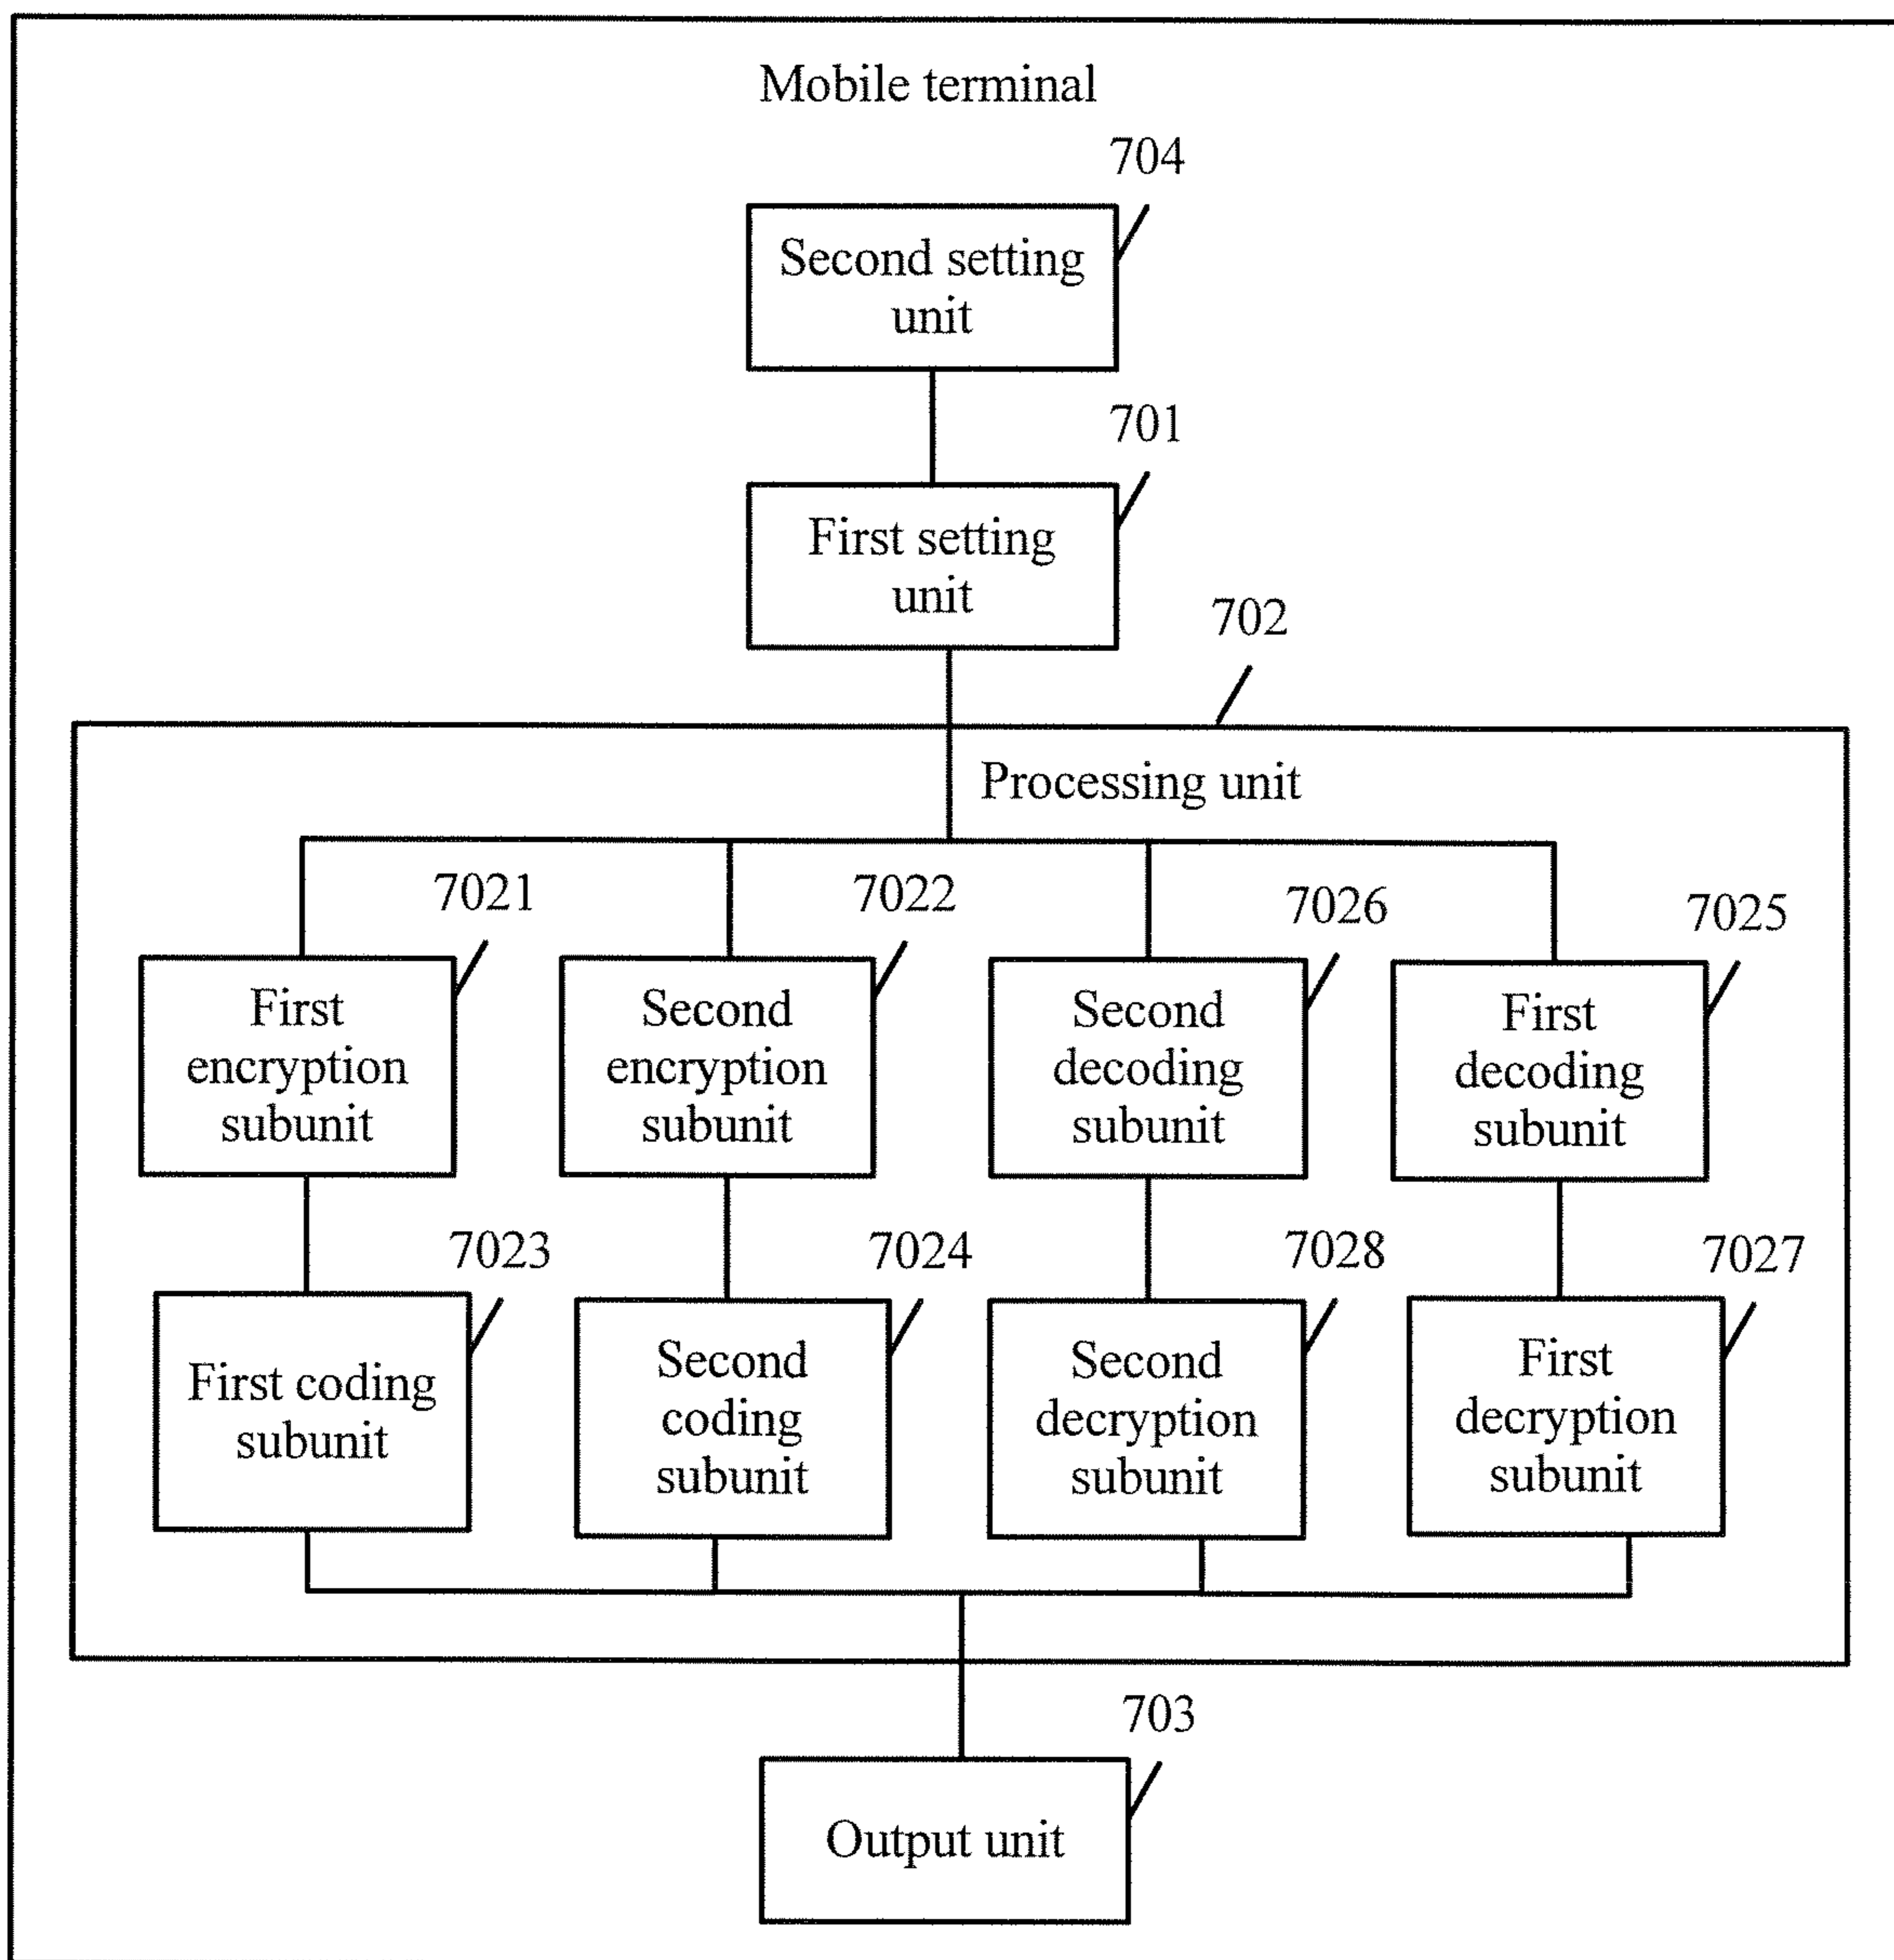 Mobile terminal
704
Second setting
unit
701
First setting
unit
702
Processing unit
7021
7022
7026
7025
First
encryption
subunit
Second
encryption
subunit
Second
decoding
subunit
First
decoding
subunit
7023
7024
7028
7027
First coding
subunit
Second
coding
subunit
Second
decryption
subunit
First
decryption
subunit
703
Output unit